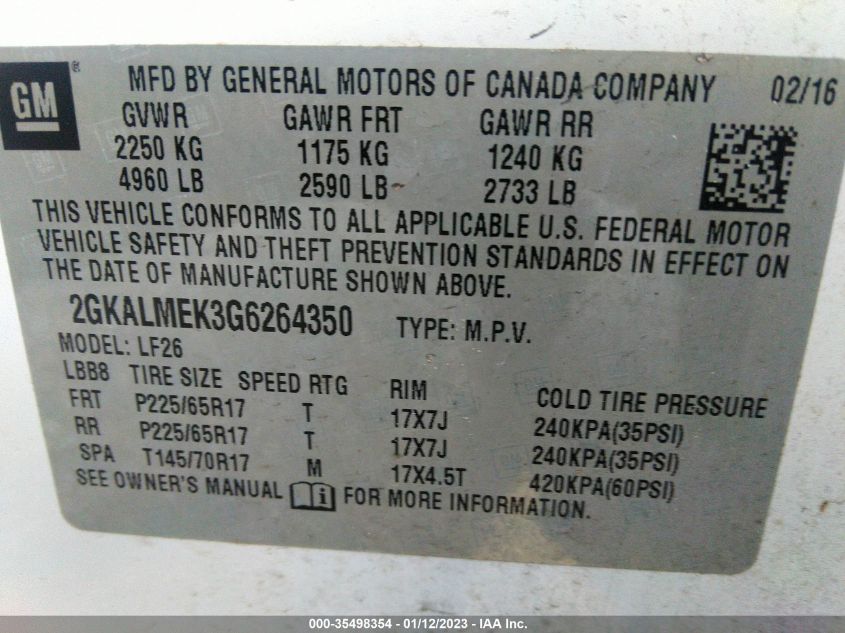 GM ®
MFD BY GENERAL MOTORS OF CANADA COMPANY 02/16
GVWR GAWR FRT GAWR RR
2250 KG 1175 KG 1240 KG
4960 LB 2590 LB 2733 LB
THIS VEHICLE CONFORMS TO ALL APPLICABLE U.S. FEDERAL MOTOR
VEHICLE SAFETY AND THEFT PREVENTION STANDARDS IN EFFECT ON
THE DATE OF MANUFACTURE SHOWN ABOVE.
2GKALMEK3G6264350 TYPE: M.P.V.
MODEL: LF26
LBB8 TIRE SIZE SPEED RTG RIM COLD TIRE PRESSURE
FRT P225/65R17 T 17X7J 240KPA(35PSI)
RR P225/65R17 T 17X7J 240KPA(35PSI)
SPA T145/70R17 M 17X4.5T 420KPA(60PSI)
SEE OWNER'S MANUAL FOR MORE INFORMATION.
000-35498354 - 01/12/2023 - IAA Inc.